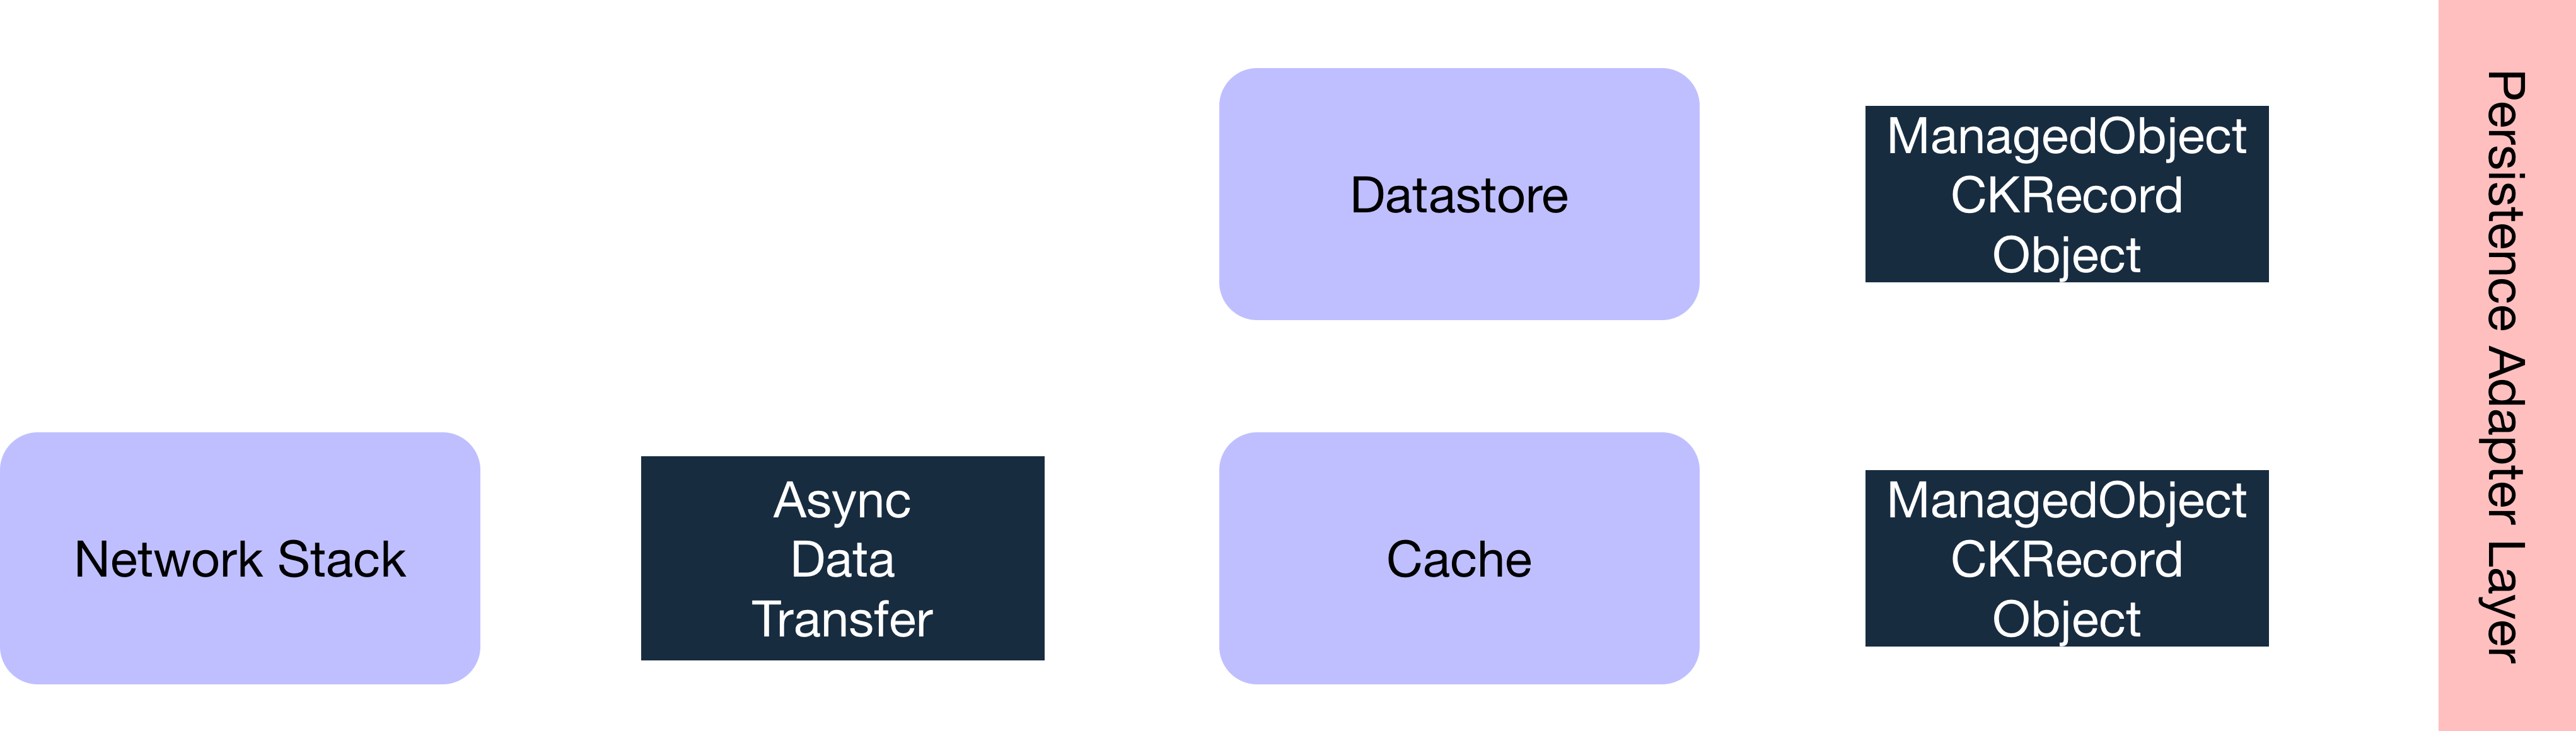 Datastore
ManagedObject
CKRecord
Object
Network Stack
Async
Data
Transfer
Cache
ManagedObject
CKRecord
Object
Persistence Adapter Layer